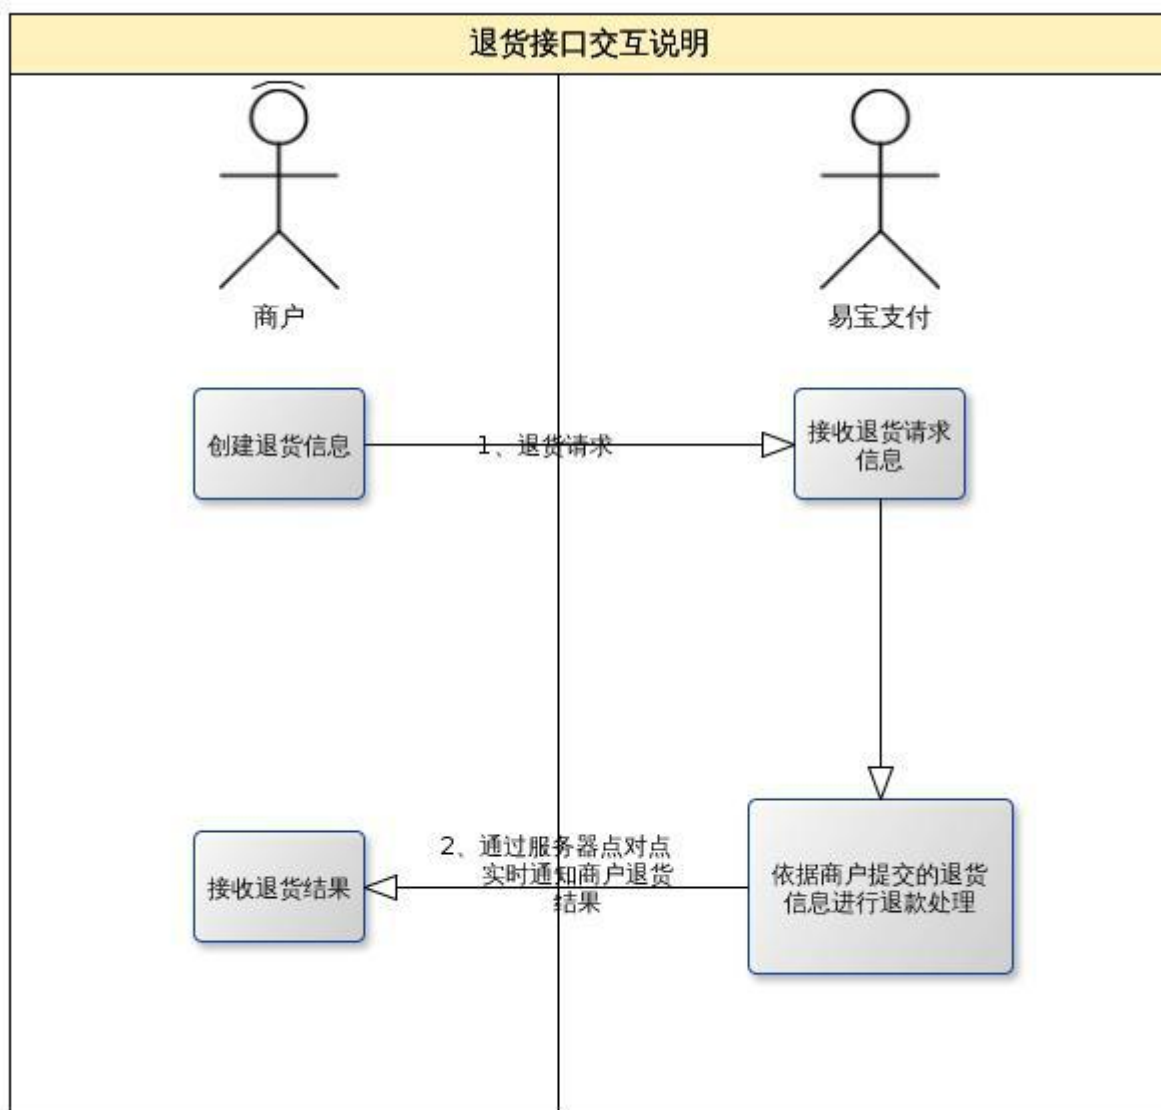 退货接口交互说明
商户
易宝支付
创建退货信息
1、退货请求
接收退货请求
信息
接收退货结果
2、通过服务器点对点
实时通知商户退货
结果
依据商户提交的退货
信息进行退款处理